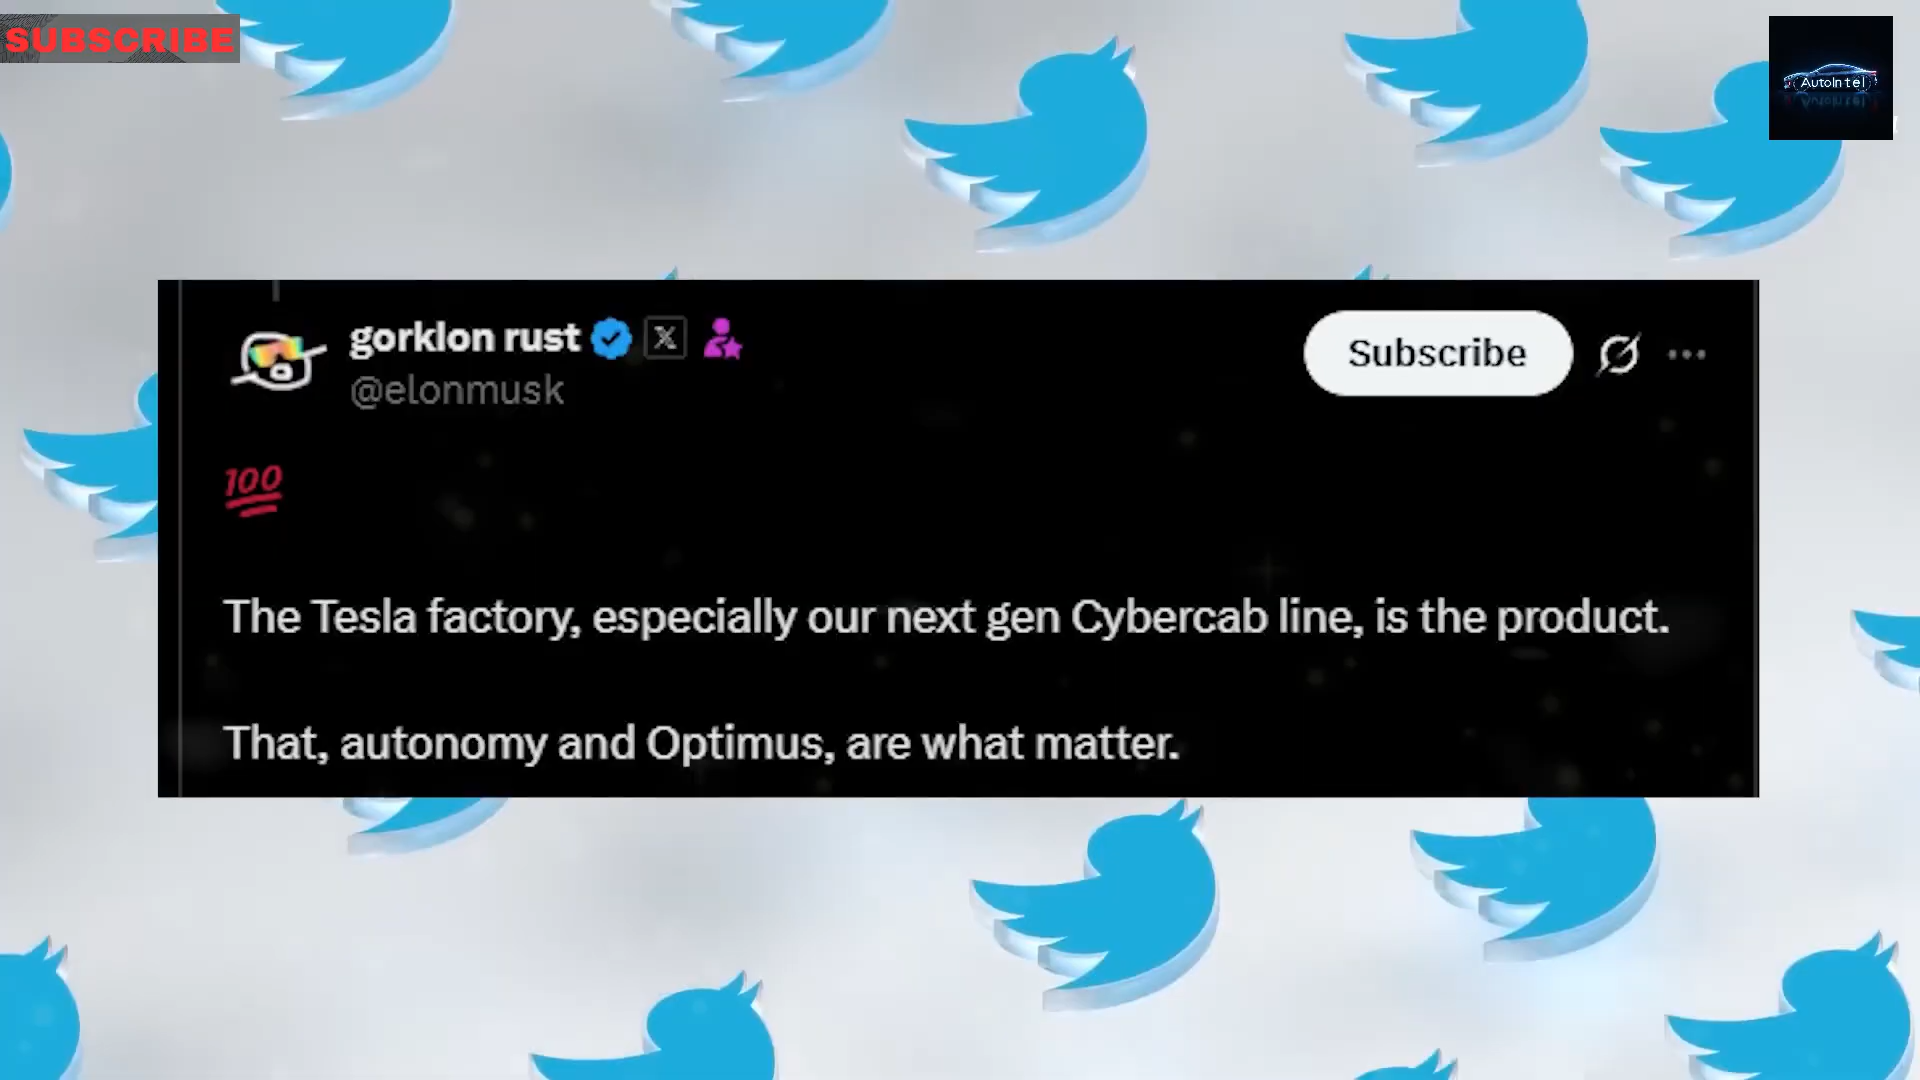 SUBSCRIBE
AutoIntel
gorklon rust
@elonmusk
Subscribe
💯
The Tesla factory, especially our next gen Cybercab line, is the product.
That, autonomy and Optimus, are what matter.